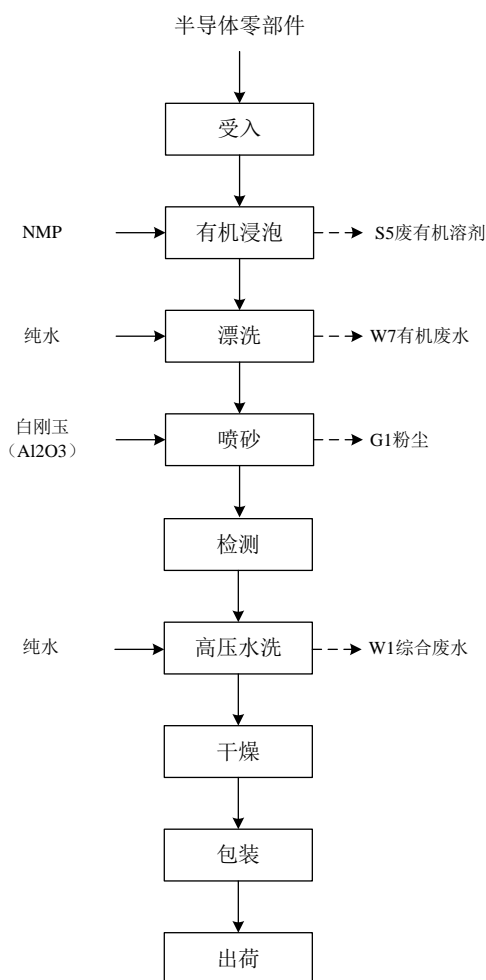 半导体零部件
受入
NMP
有机浸泡
S5废有机溶剂
纯水
漂洗
W7有机废水
白刚玉
（Al2O3）
喷砂
G1粉尘
检测
纯水
高压水洗
W1综合废水
干燥
包装
出荷